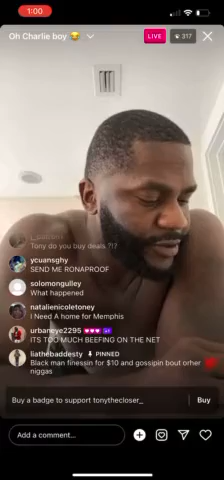 1:00
Oh Charlie boy 😂
LIVE
317
Tony do you buy deals ?!?
ycuansghy
SEND ME RONAPROOF
solomongulley
What happened
natalienicoletoney
I Need A home for Memphis
urbaneye2295
ITS TOO MUCH BEEFING ON THE NET
liathebaddesty PINNED
Black man finessin for $10 and gossipin bout orher
niggas
Buy a badge to support tonythecloser_
Buy
Add a comment...